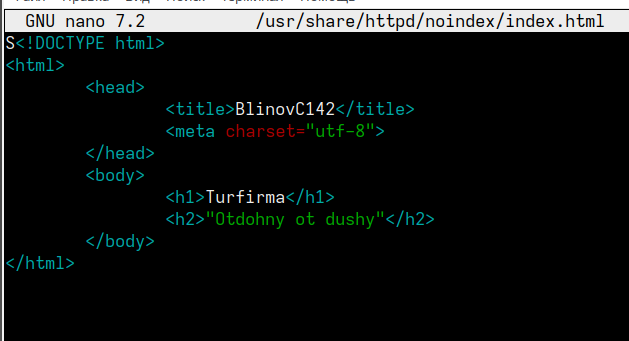 GNU nano 7.2 /usr/share/httpd/noindex/index.html
S<!DOCTYPE html>
<html>
<head>
<title>BlinovC142</title>
<meta charset="utf-8">
</head>
<body>
<h1>Turfirma</h1>
<h2>"Otdohny ot dushy"</h2>
</body>
</html>